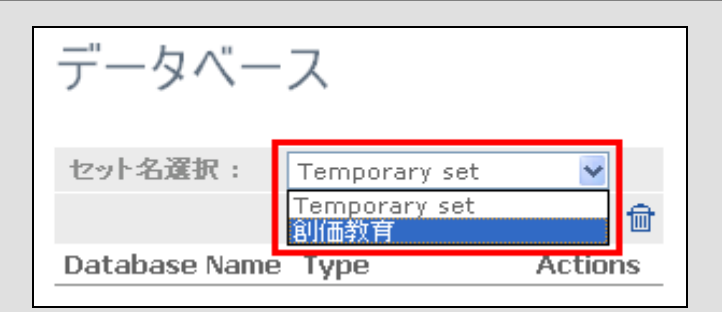 データベース
セット名選択：
Temporary set
Temporary set
創価教育
Database Name Type Actions